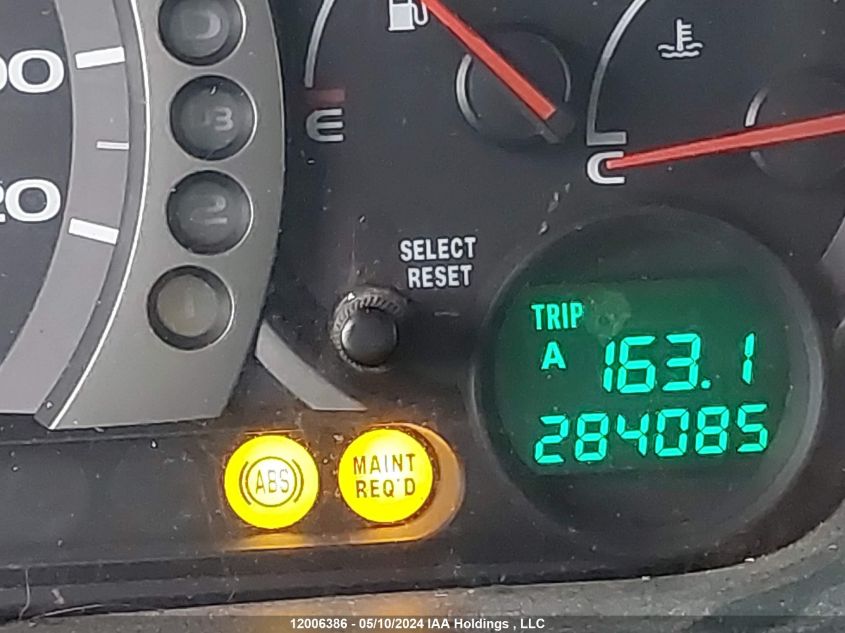 D
D3
2
1
00
20
E
C
SELECT
RESET
TRIP
A 163.1
284085
ABS
MAINT
REQ'D
12006386 - 05/10/2024 IAA Holdings , LLC